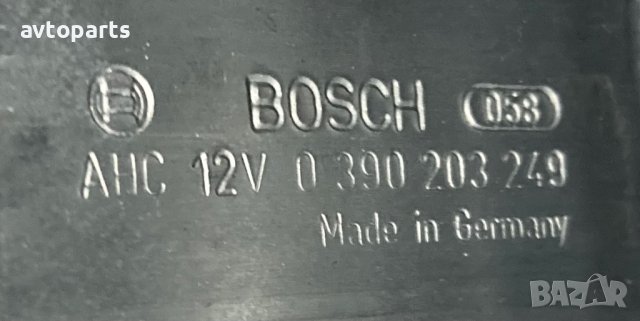 avtoparts
BOSCH 058
AHC 12V 0 390 203 249
Made in Germany
BAZAR